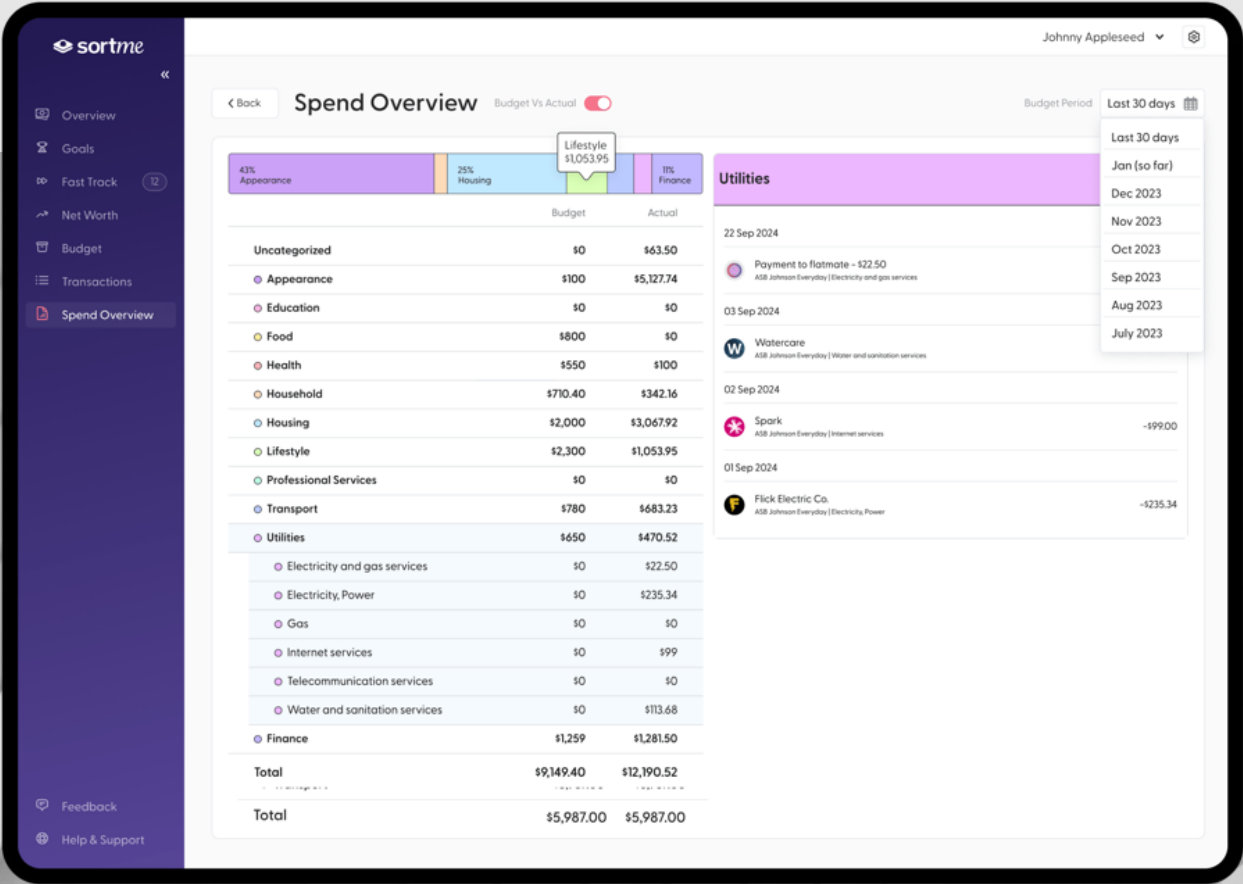 sortme
«
Johnny Appleseed
Overview
Goals
Fast Track 12
Net Worth
Budget
Transactions
Spend Overview
Feedback
Help & Support
Back
Spend Overview
Budget Vs Actual
Budget Period
Last 30 days
Last 30 days
Jan (so far)
Dec 2023
Nov 2023
Oct 2023
Sep 2023
Aug 2023
July 2023
Lifestyle
$1,053.95
43%
Appearance
25%
Housing
11%
Finance
Budget Actual
Uncategorized $0 $63.50
Appearance $100 $5,127.74
Education $0 $0
Food $800 $0
Health $550 $100
Household $710.40 $342.16
Housing $2,000 $3,067.92
Lifestyle $2,300 $1,053.95
Professional Services $0 $0
Transport $780 $683.23
Utilities $650 $470.52
Electricity and gas services $0 $22.50
Electricity, Power $0 $235.34
Gas $0 $0
Internet services $0 $99
Telecommunication services $0 $0
Water and sanitation services $0 $113.68
Finance $1,259 $1,281.50
Total $9,149.40 $12,190.52
Total $5,987.00 $5,987.00
Utilities
22 Sep 2024
Payment to flatmate - $22.50
ASB Johnson Everyday | Electricity and gas services
03 Sep 2024
W
Watercare
ASB Johnson Everyday | Water and sanitation services
02 Sep 2024
Spark -$99.00
ASB Johnson Everyday | Internet services
01 Sep 2024
F
Flick Electric Co. -$235.34
ASB Johnson Everyday | Electricity, Power